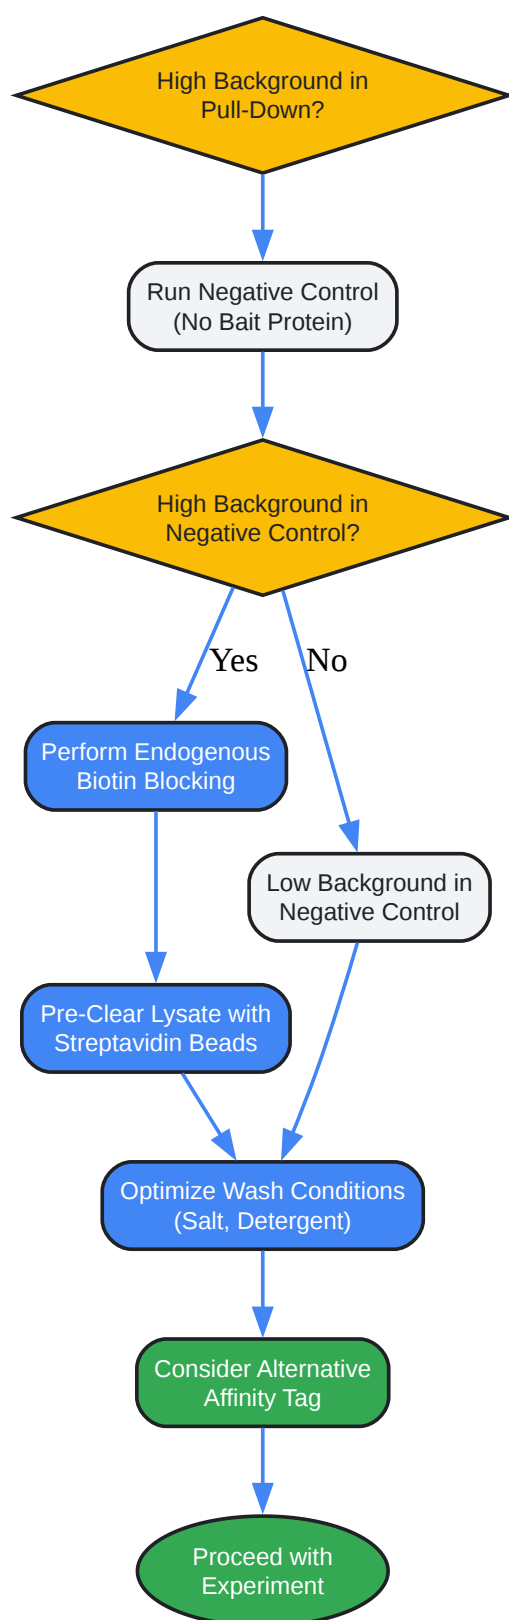 High Background in
Pull-Down?
Run Negative Control
(No Bait Protein)
High Background in
Negative Control?
Yes
No
Perform Endogenous
Biotin Blocking
Low Background in
Negative Control
Pre-Clear Lysate with
Streptavidin Beads
Optimize Wash Conditions
(Salt, Detergent)
Consider Alternative
Affinity Tag
Proceed with
Experiment